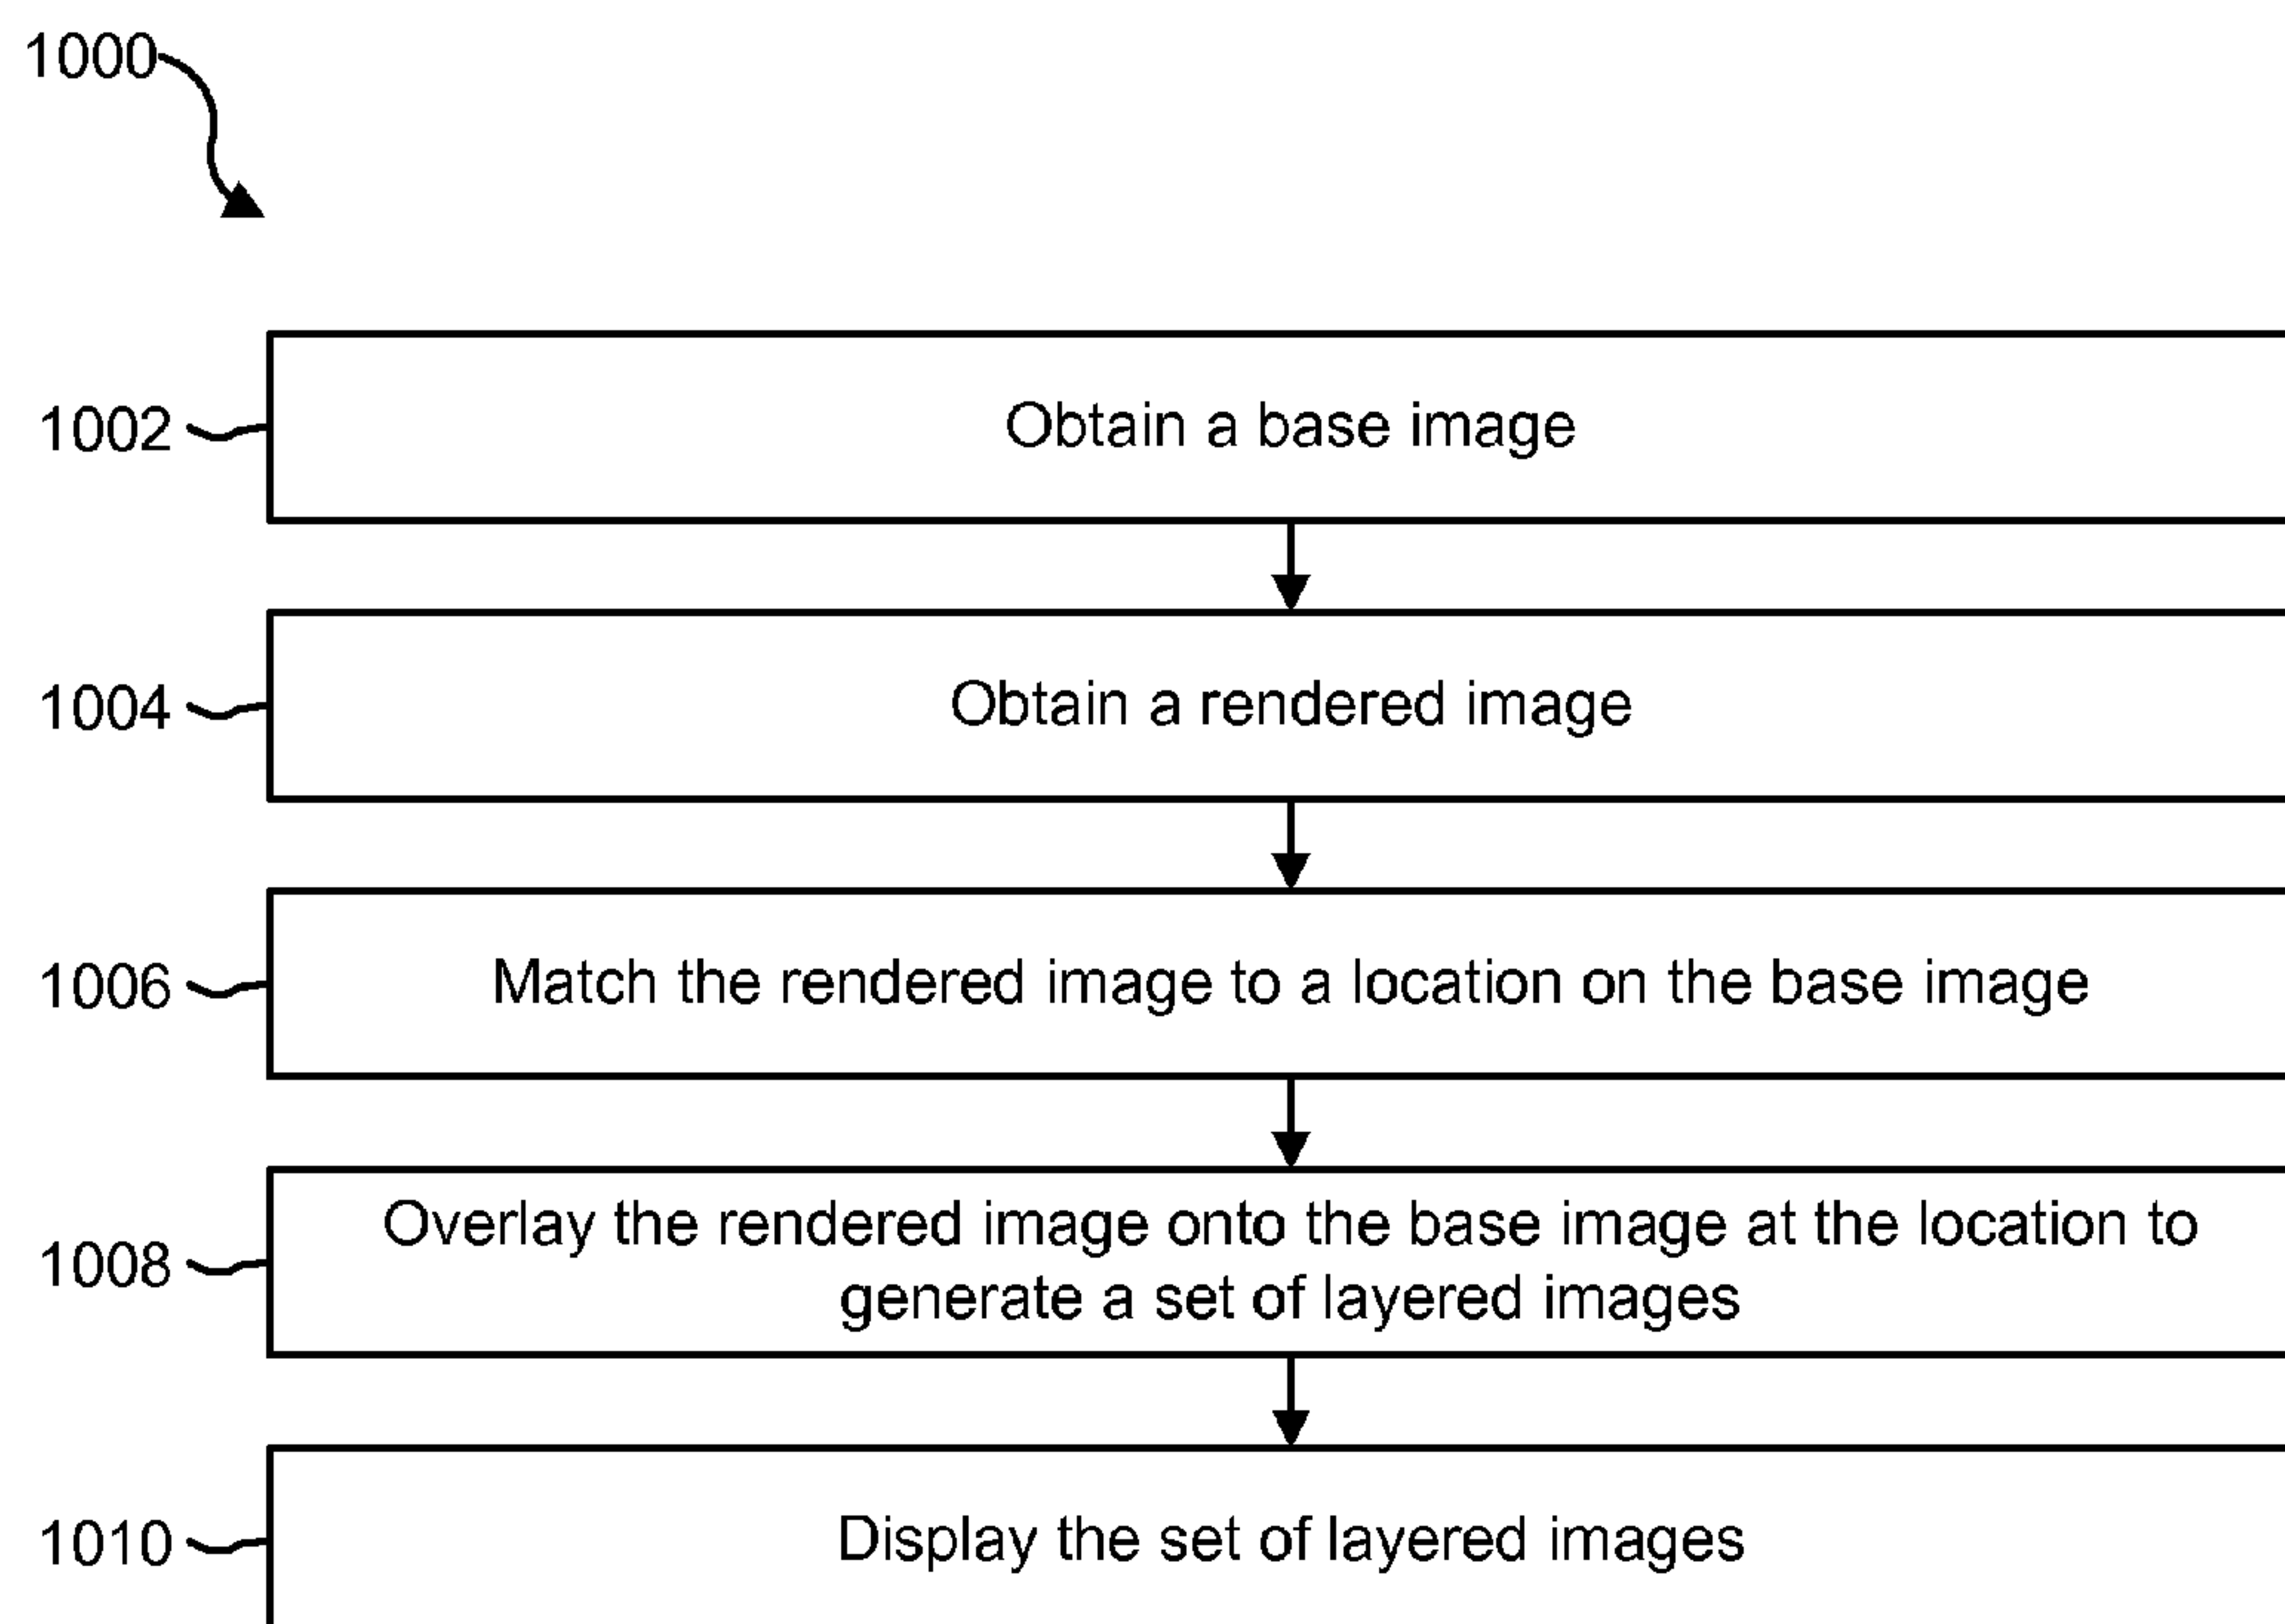 1000
1002
Obtain a base image
1004
Obtain a rendered image
1006
Match the rendered image to a location on the base image
1008
Overlay the rendered image onto the base image at the location to
generate a set of layered images
1010
Display the set of layered images